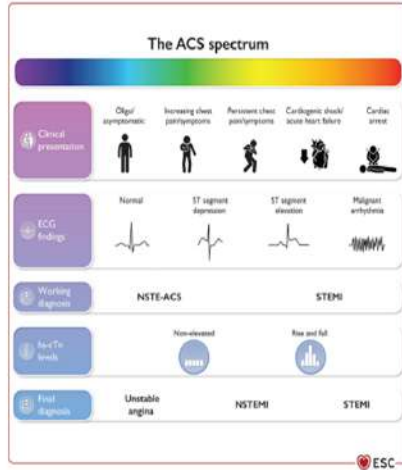 The ACS spectrum
Clinical
presentation
Oligo/
asymptomatic
Increasing chest
pain/symptoms
Persistent chest
pain/symptoms
Cardiogenic shock/
acute heart failure
Cardiac
arrest
ECG
findings
Normal
ST segment
depression
ST segment
elevation
Malignant
arrhythmia
Working
diagnosis
NSTE-ACS
STEMI
hs-cTn
levels
Non-elevated
Rise and fall
Final
diagnosis
Unstable
angina
NSTEMI
STEMI
ESC